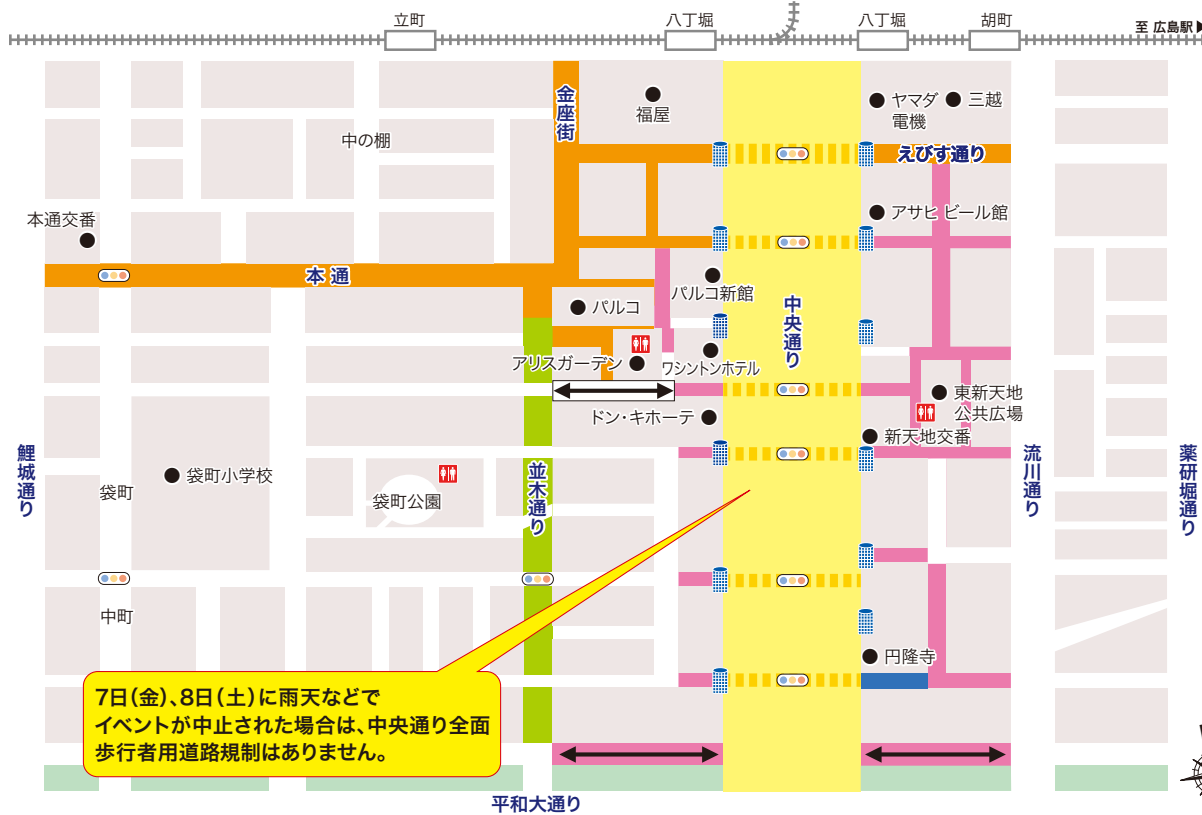 立町
八丁堀
八丁堀
胡町
至 広島駅▶
金座街
福屋
ヤマダ
電機
三越
中の棚
えびす通り
本通交番
アサヒ ビール館
本 通
パルコ
パルコ新館
中央通り
アリスガーデン
ワシントンホテル
東新天地
公共広場
ドン・キホーテ
新天地交番
鯉城通り
袋町
袋町小学校
袋町公園
並木通り
流川通り
薬研堀通り
中町
円隆寺
7日(金)、8日(土)に雨天などで
イベントが中止された場合は、中央通り全面
歩行者用道路規制はありません。
平和大通り